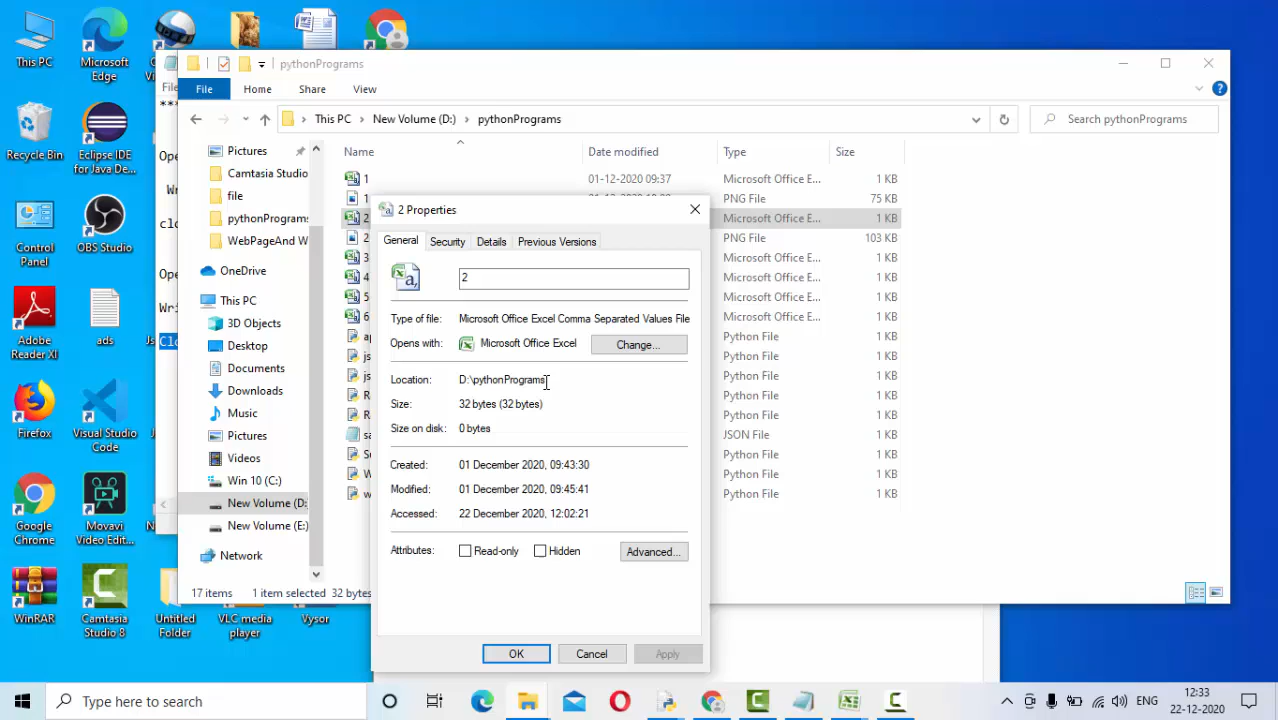 This PC
Microsoft
Edge
Recycle Bin
Eclipse IDE
for Java De...
Control
Panel
OBS Studio
Adobe
Reader XI
ads
Firefox
Visual Studio
Code
Google
Chrome
Movavi
Video Edit...
WinRAR
Camtasia
Studio 8
Untitled
Folder
VLC media
player
Vysor
pythonPrograms
File
Home
Share
View
This PC
New Volume (D:)
pythonPrograms
Search pythonPrograms
Name
Date modified
Type
Size
Pictures
Camtasia Studio
file
pythonPrograms
WebPageAnd W
OneDrive
This PC
3D Objects
Desktop
Documents
Downloads
Music
Pictures
Videos
Win 10 (C:)
New Volume (D:
New Volume (E:)
Network
1 01-12-2020 09:37 Microsoft Office E... 1 KB
PNG File 75 KB
2 Microsoft Office E... 1 KB
2 PNG File 103 KB
3 Microsoft Office E... 1 KB
4 Microsoft Office E... 1 KB
5 Microsoft Office E... 1 KB
6 Microsoft Office E... 1 KB
Python File 1 KB
Python File 1 KB
Python File 1 KB
Python File 1 KB
Python File 1 KB
JSON File 1 KB
Python File 1 KB
Python File 1 KB
Python File 1 KB
17 items 1 item selected 32 bytes
2 Properties
General Security Details Previous Versions
2
Type of file: Microsoft Office Excel Comma Separated Values File
Opens with: Microsoft Office Excel Change...
Location: D:\pythonPrograms
Size: 32 bytes (32 bytes)
Size on disk: 0 bytes
Created: 01 December 2020, 09:43:30
Modified: 01 December 2020, 09:45:41
Accessed: 22 December 2020, 12:02:21
Attributes: Read-only Hidden Advanced...
OK Cancel Apply
Type here to search
ENG
12:33
22-12-2020